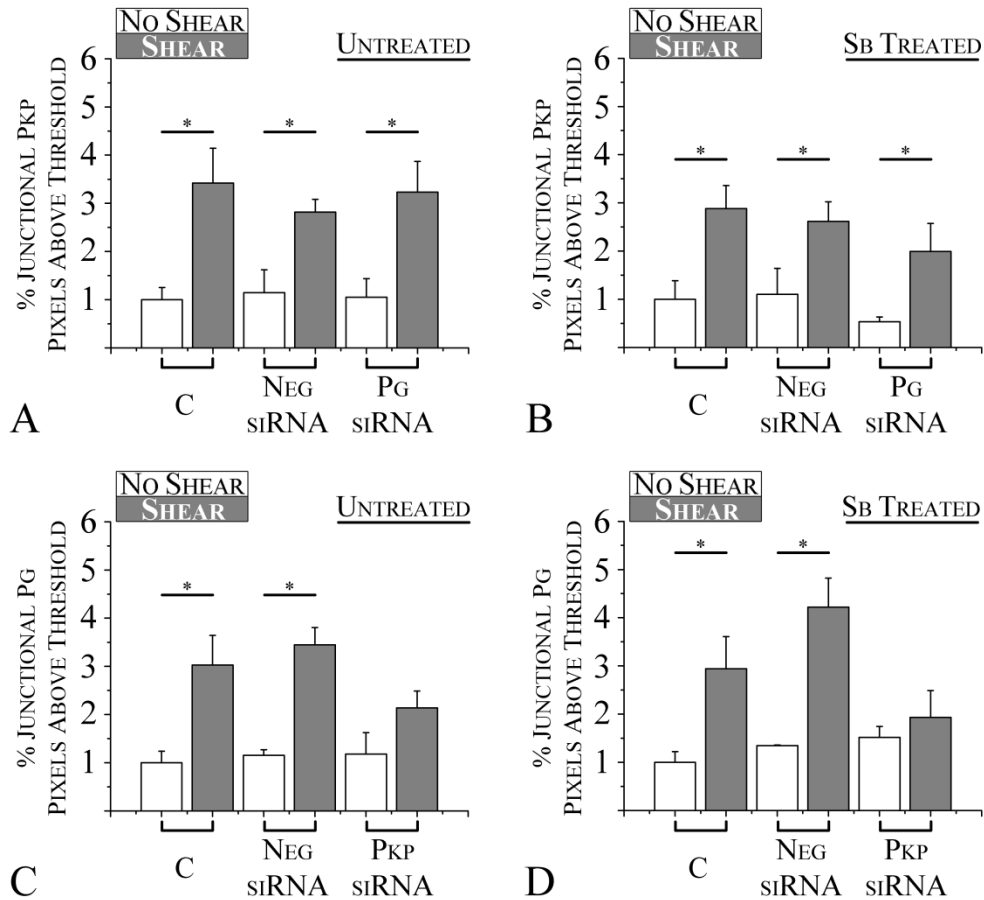 No Shear
Shear
Untreated
% Junctional Pkp
Pixels Above Threshold
6
5
4
3
2
1
* * *
C
Neg
siRNA
Pg
siRNA
A
No Shear
Shear
Sb Treated
% Junctional Pkp
Pixels Above Threshold
6
5
4
3
2
1
* * *
C
Neg
siRNA
Pg
siRNA
B
No Shear
Shear
Untreated
% Junctional Pg
Pixels Above Threshold
6
5
4
3
2
1
* *
C
Neg
siRNA
Pkp
siRNA
C
No Shear
Shear
Sb Treated
% Junctional Pg
Pixels Above Threshold
6
5
4
3
2
1
* *
C
Neg
siRNA
Pkp
siRNA
D